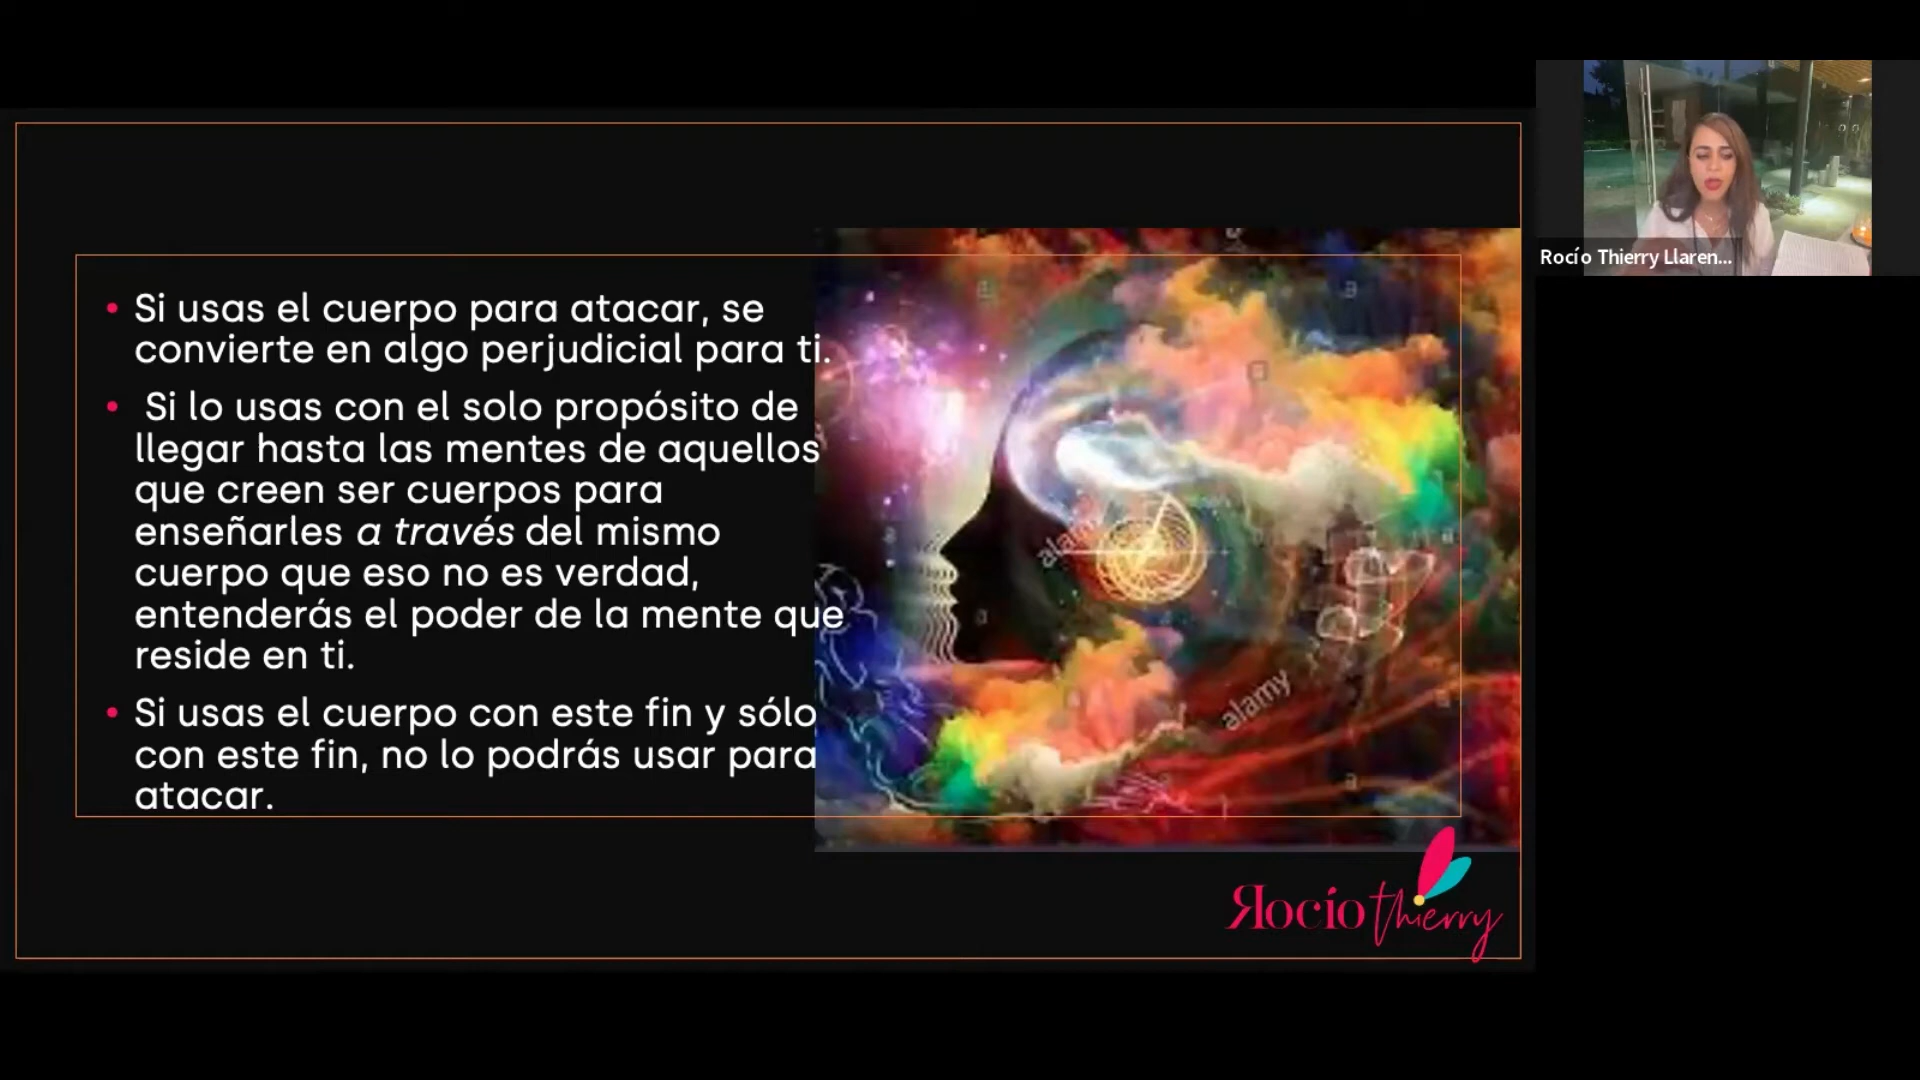 Rocío Thierry Llaren...
• Si usas el cuerpo para atacar, se
convierte en algo perjudicial para ti.
• Si lo usas con el solo propósito de
llegar hasta las mentes de aquellos
que creen ser cuerpos para
enseñarles a través del mismo
cuerpo que eso no es verdad,
entenderás el poder de la mente que
reside en ti.
• Si usas el cuerpo con este fin y sólo
con este fin, no lo podrás usar para
atacar.
alamy
alamy
Rocío Thierry